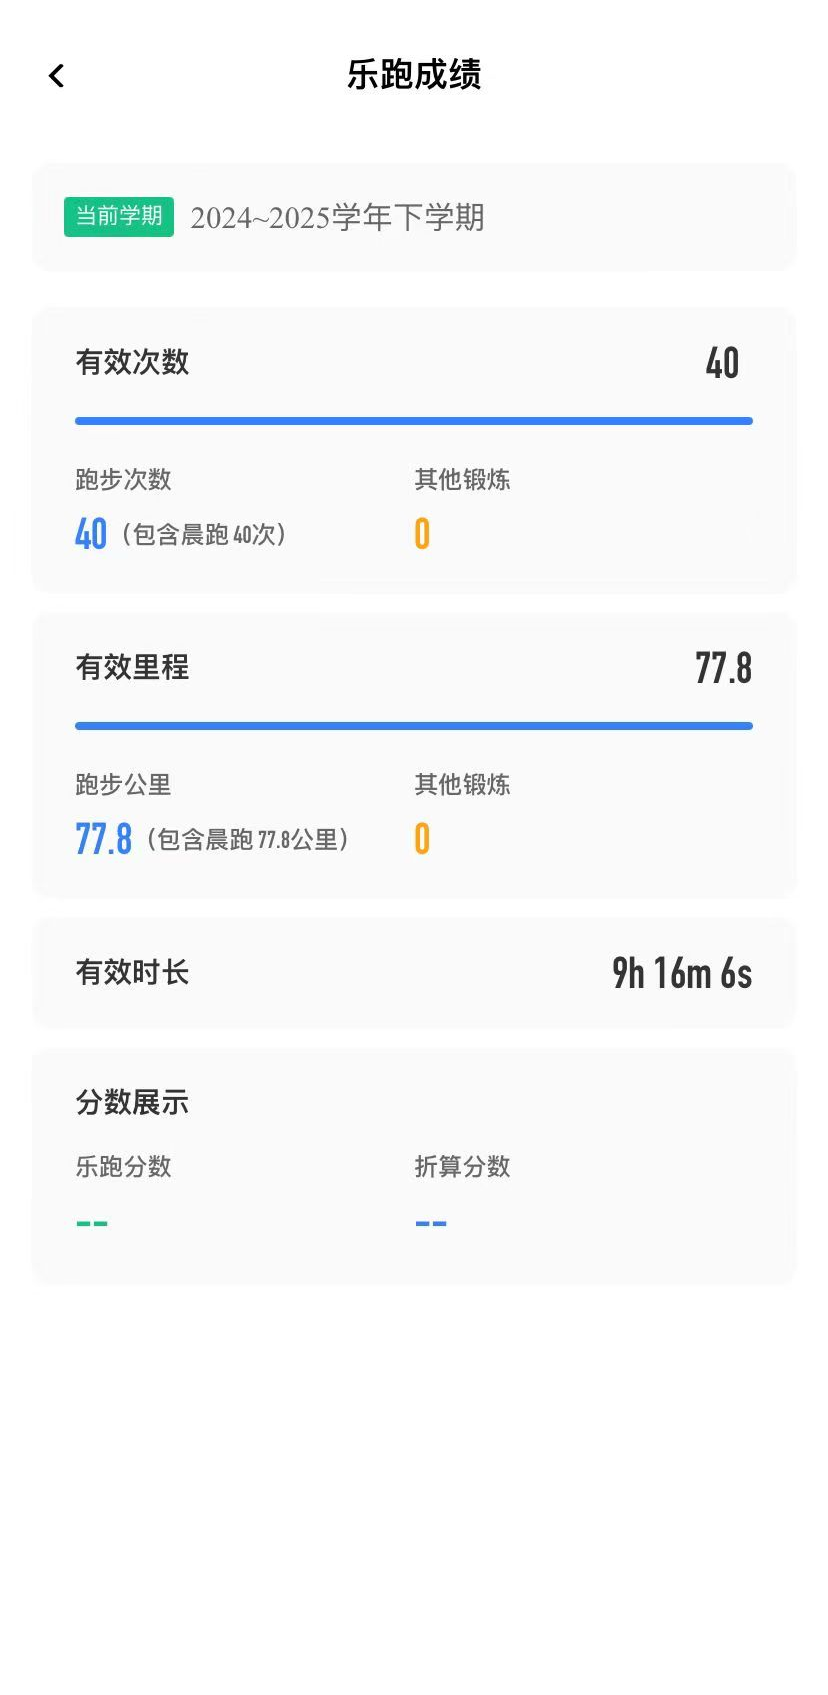 乐跑成绩
当前学期 2024~2025学年下学期
有效次数 40
跑步次数 其他锻炼
40（包含晨跑40次） 0
有效里程 77.8
跑步公里 其他锻炼
77.8（包含晨跑77.8公里） 0
有效时长 9h 16m 6s
分数展示
乐跑分数 折算分数
-- --